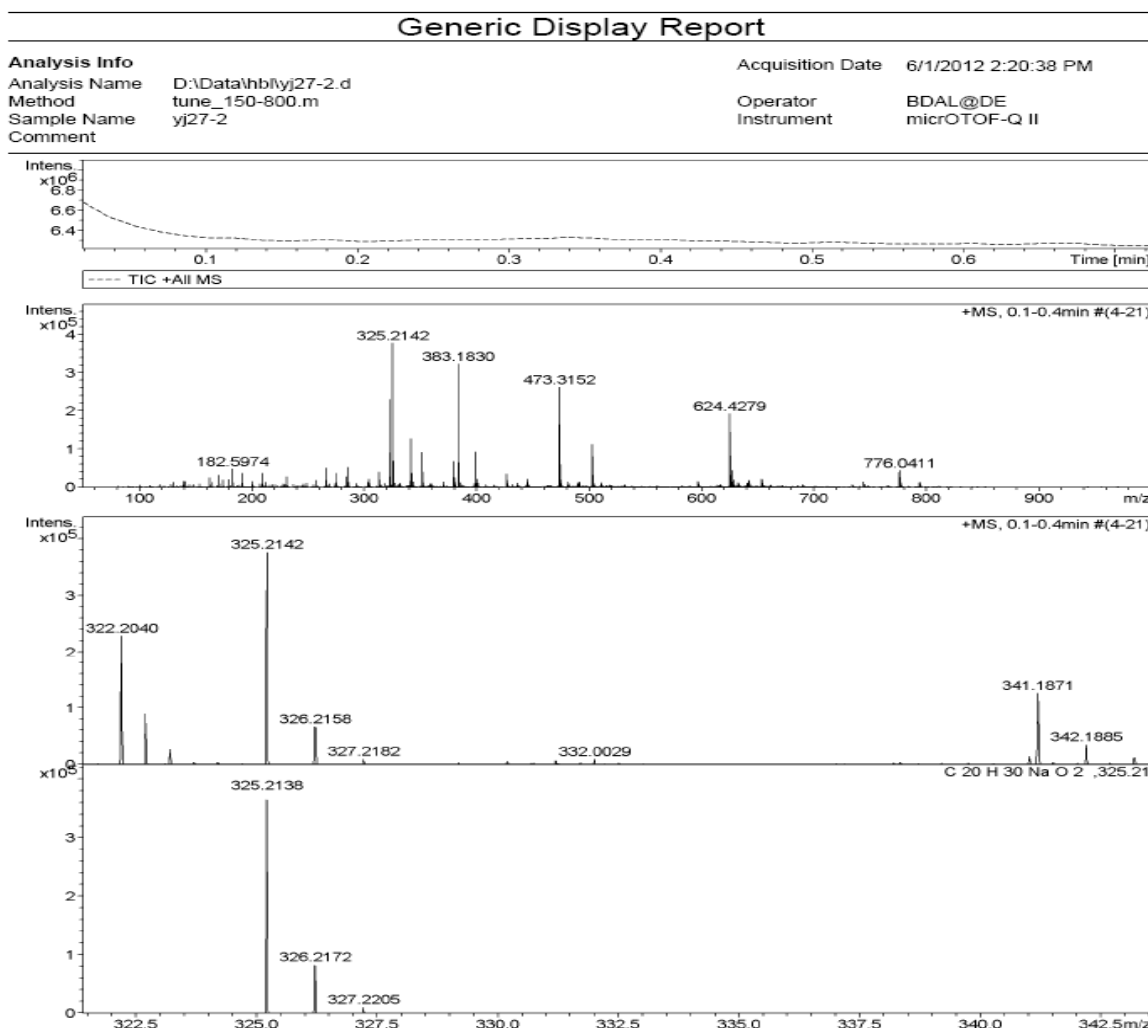 Generic Display Report
Analysis Info
Analysis Name D:\Data\hbl\yj27-2.d
Method tune_150-800.m
Sample Name yj27-2
Comment
Acquisition Date 6/1/2012 2:20:38 PM
Operator BDAL@DE
Instrument micrOTOF-Q II
Intens.
x10^6
6.8
6.6
6.4
0.1 0.2 0.3 0.4 0.5 0.6 Time [min]
TIC +All MS
Intens.
x10^5
+MS, 0.1-0.4min #(4-21)
4
3
2
1
0
325.2142
383.1830
473.3152
624.4279
182.5974
776.0411
100 200 300 400 500 600 700 800 900 m/z
Intens.
x10^5
+MS, 0.1-0.4min #(4-21)
3
2
1
0
325.2142
322.2040
341.1871
326.2158
342.1885
327.2182
332.0029
x10^5
C 20 H 30 Na O 2 ,325.21
3
2
1
0
325.2138
326.2172
327.2205
322.5 325.0 327.5 330.0 332.5 335.0 337.5 340.0 342.5 m/z